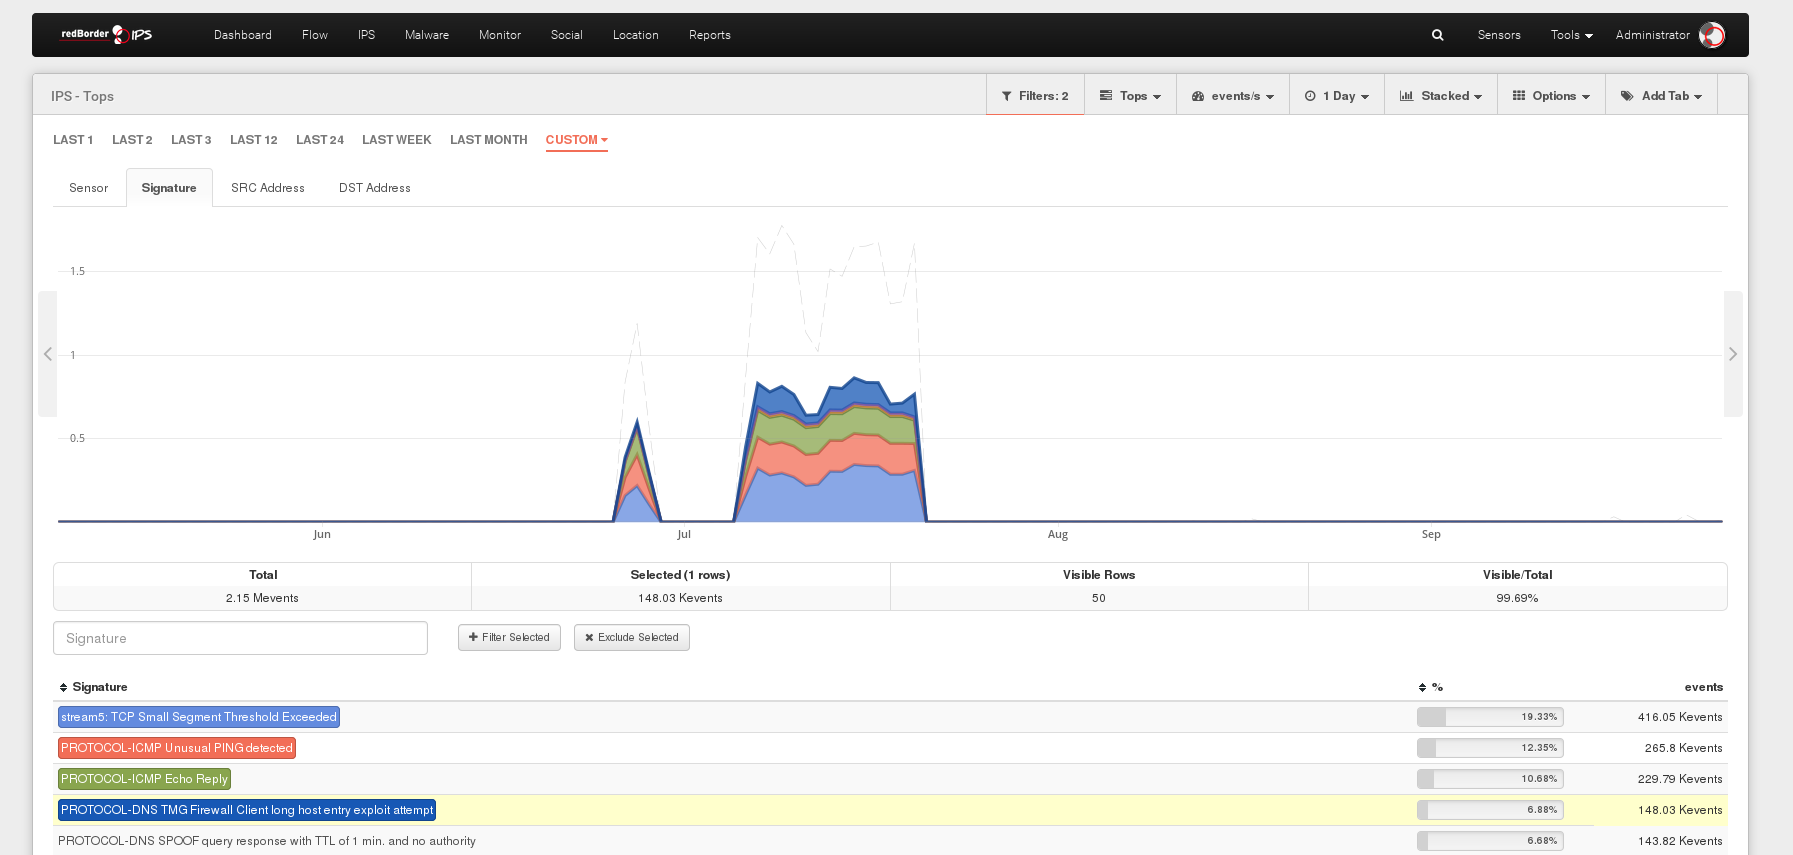 redBorder IPS Dashboard Flow IPS Malware Monitor Social Location Reports Sensors Tools Administrator
IPS - Tops Filters: 2 Tops events/s 1 Day Stacked Options Add Tab
LAST 1 LAST 2 LAST 3 LAST 12 LAST 24 LAST WEEK LAST MONTH CUSTOM
Sensor Signature SRC Address DST Address
1.5
1
0.5
Jun Jul Aug Sep
Total Selected (1 rows) Visible Rows Visible/Total
2.15 Mevents 148.03 Kevents 50 99.69%
Signature Filter Selected Exclude Selected
Signature % events
stream5: TCP Small Segment Threshold Exceeded 19.33% 416.05 Kevents
PROTOCOL-ICMP Unusual PING detected 12.35% 265.8 Kevents
PROTOCOL-ICMP Echo Reply 10.68% 229.79 Kevents
PROTOCOL-DNS TMG Firewall Client long host entry exploit attempt 6.88% 148.03 Kevents
PROTOCOL-DNS SPOOF query response with TTL of 1 min. and no authority 6.68% 143.82 Kevents